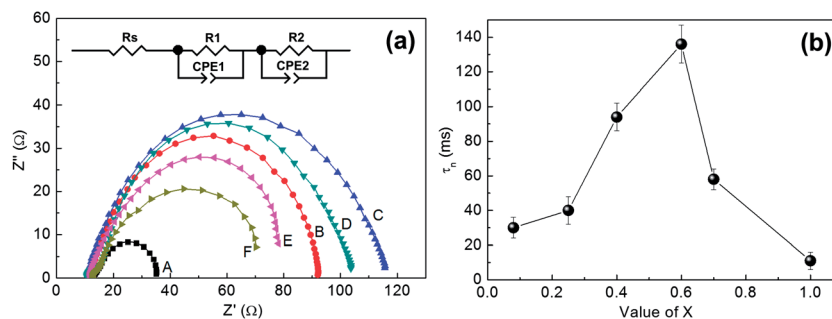 (a)
Rs R1 R2
CPE1 CPE2
60
50
40
30
20
10
0
Z'' (Ω)
A
F
E
B
D
C
0 20 40 60 80 100 120
Z' (Ω)
(b)
140
120
100
80
60
40
20
0
τn (ms)
0.0 0.2 0.4 0.6 0.8 1.0
Value of X